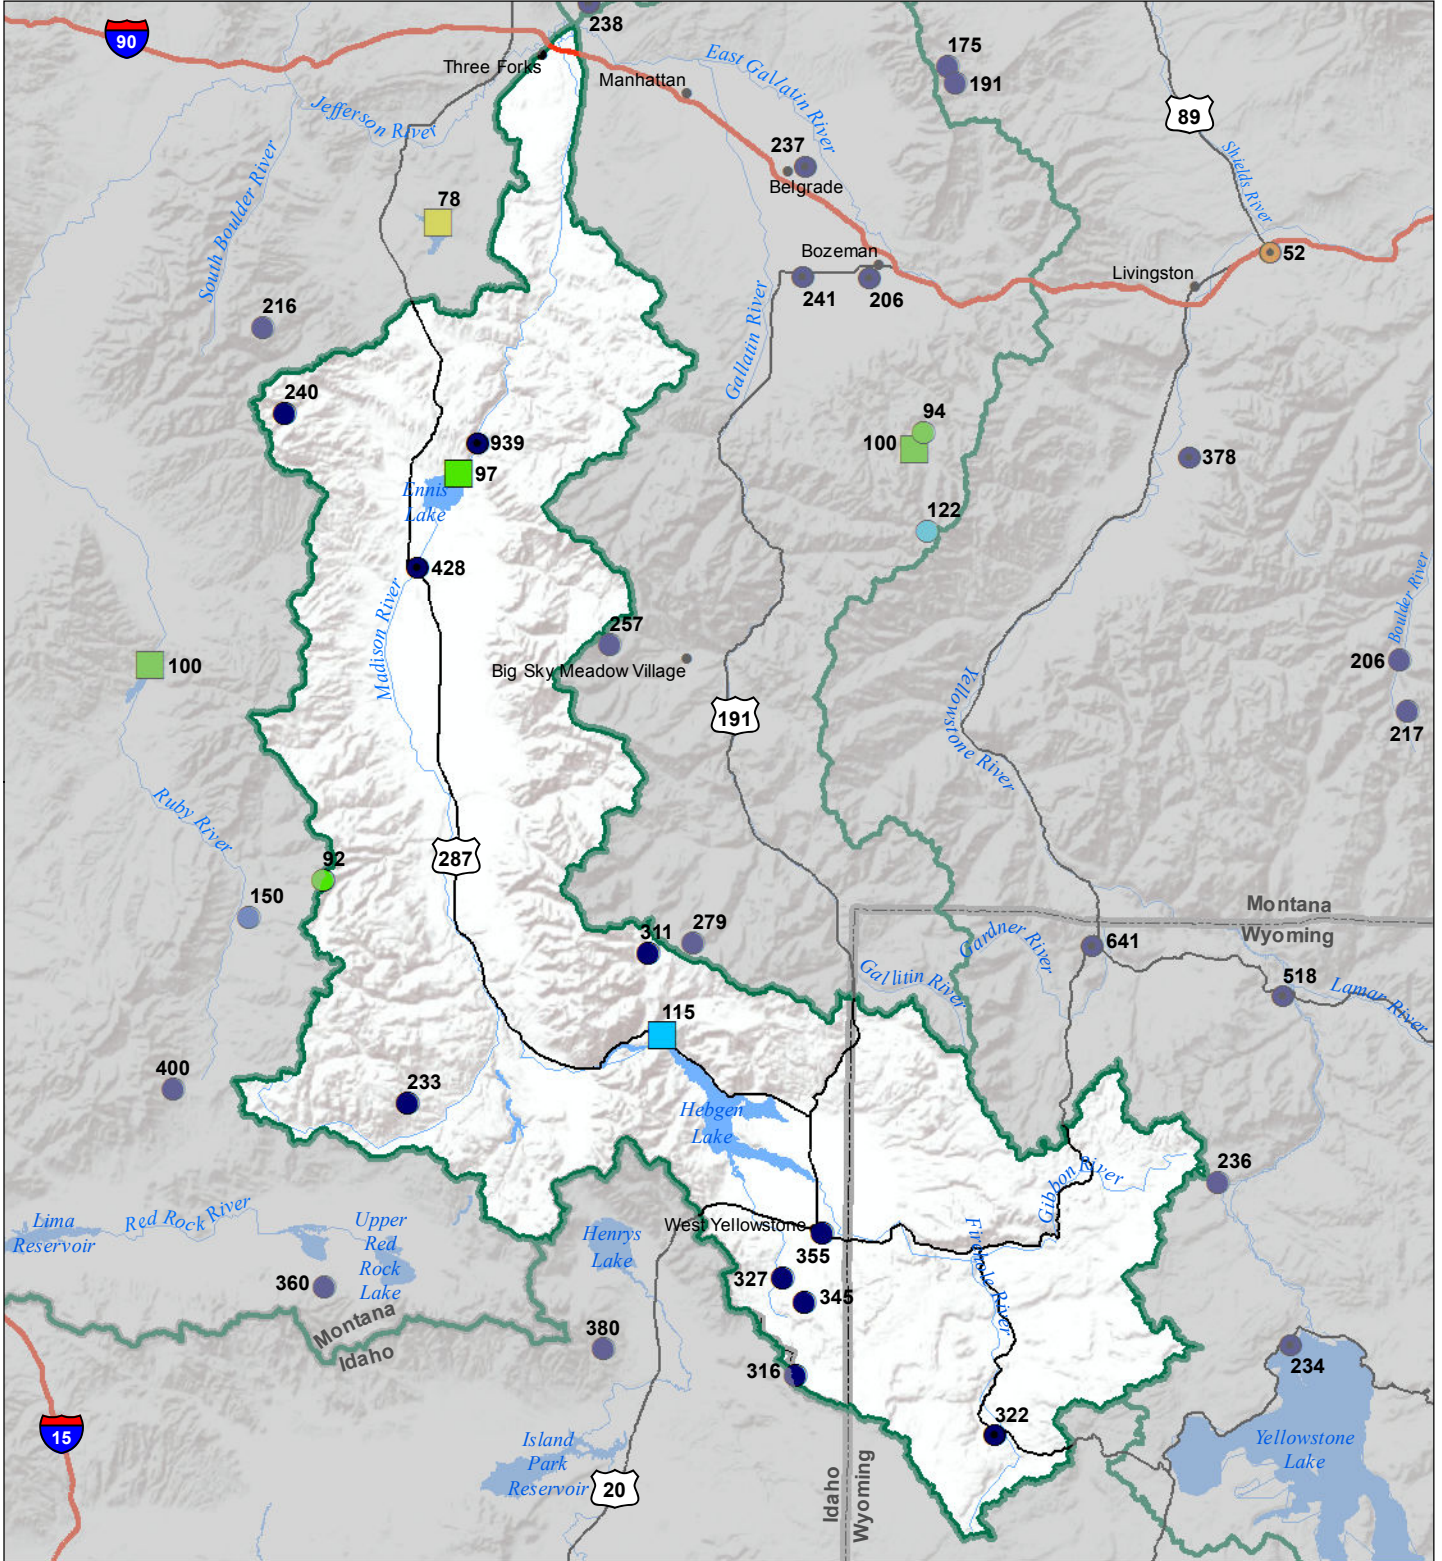 238
90
Three Forks
Manhattan
East Gallatin River
175
191
89
Jefferson River
237
Belgrade
Shields River
South Boulder River
78
Bozeman
241
206
Livingston
52
216
Gallatin River
240
939
94
100
97
378
Ennis
Lake
122
428
Madison River
Boulder River
257
Big Sky Meadow Village
100
206
217
191
Yellowstone River
Ruby River
287
92
150
311
279
Montana
Wyoming
Gardner River
641
Gallitin River
518
Lamar River
115
400
233
Hebgen
Lake
236
Gibbon River
Lima
Reservoir
Red Rock River
Upper
Red
Rock
Lake
Henrys
Lake
West Yellowstone
355
Firehole River
327
345
360
Montana
Idaho
380
316
234
322
15
Island
Park
Reservoir
20
Idaho
Wyoming
Yellowstone
Lake